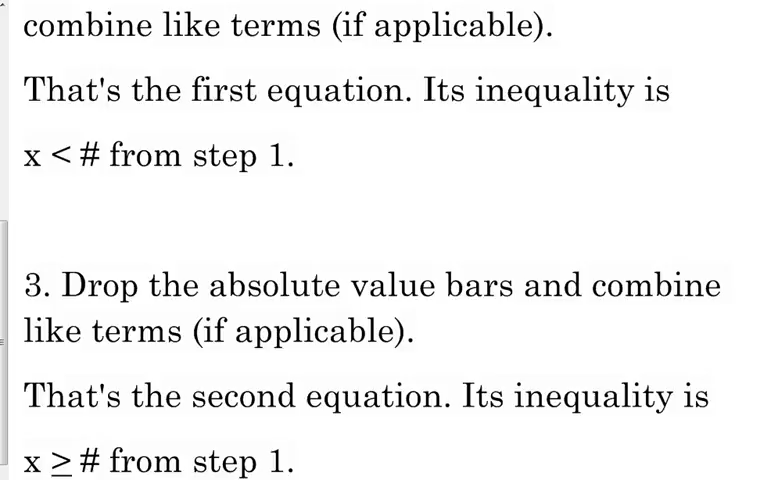 combine like terms (if applicable).
That's the first equation. Its inequality is
x < # from step 1.
3. Drop the absolute value bars and combine
like terms (if applicable).
That's the second equation. Its inequality is
x ≥ # from step 1.